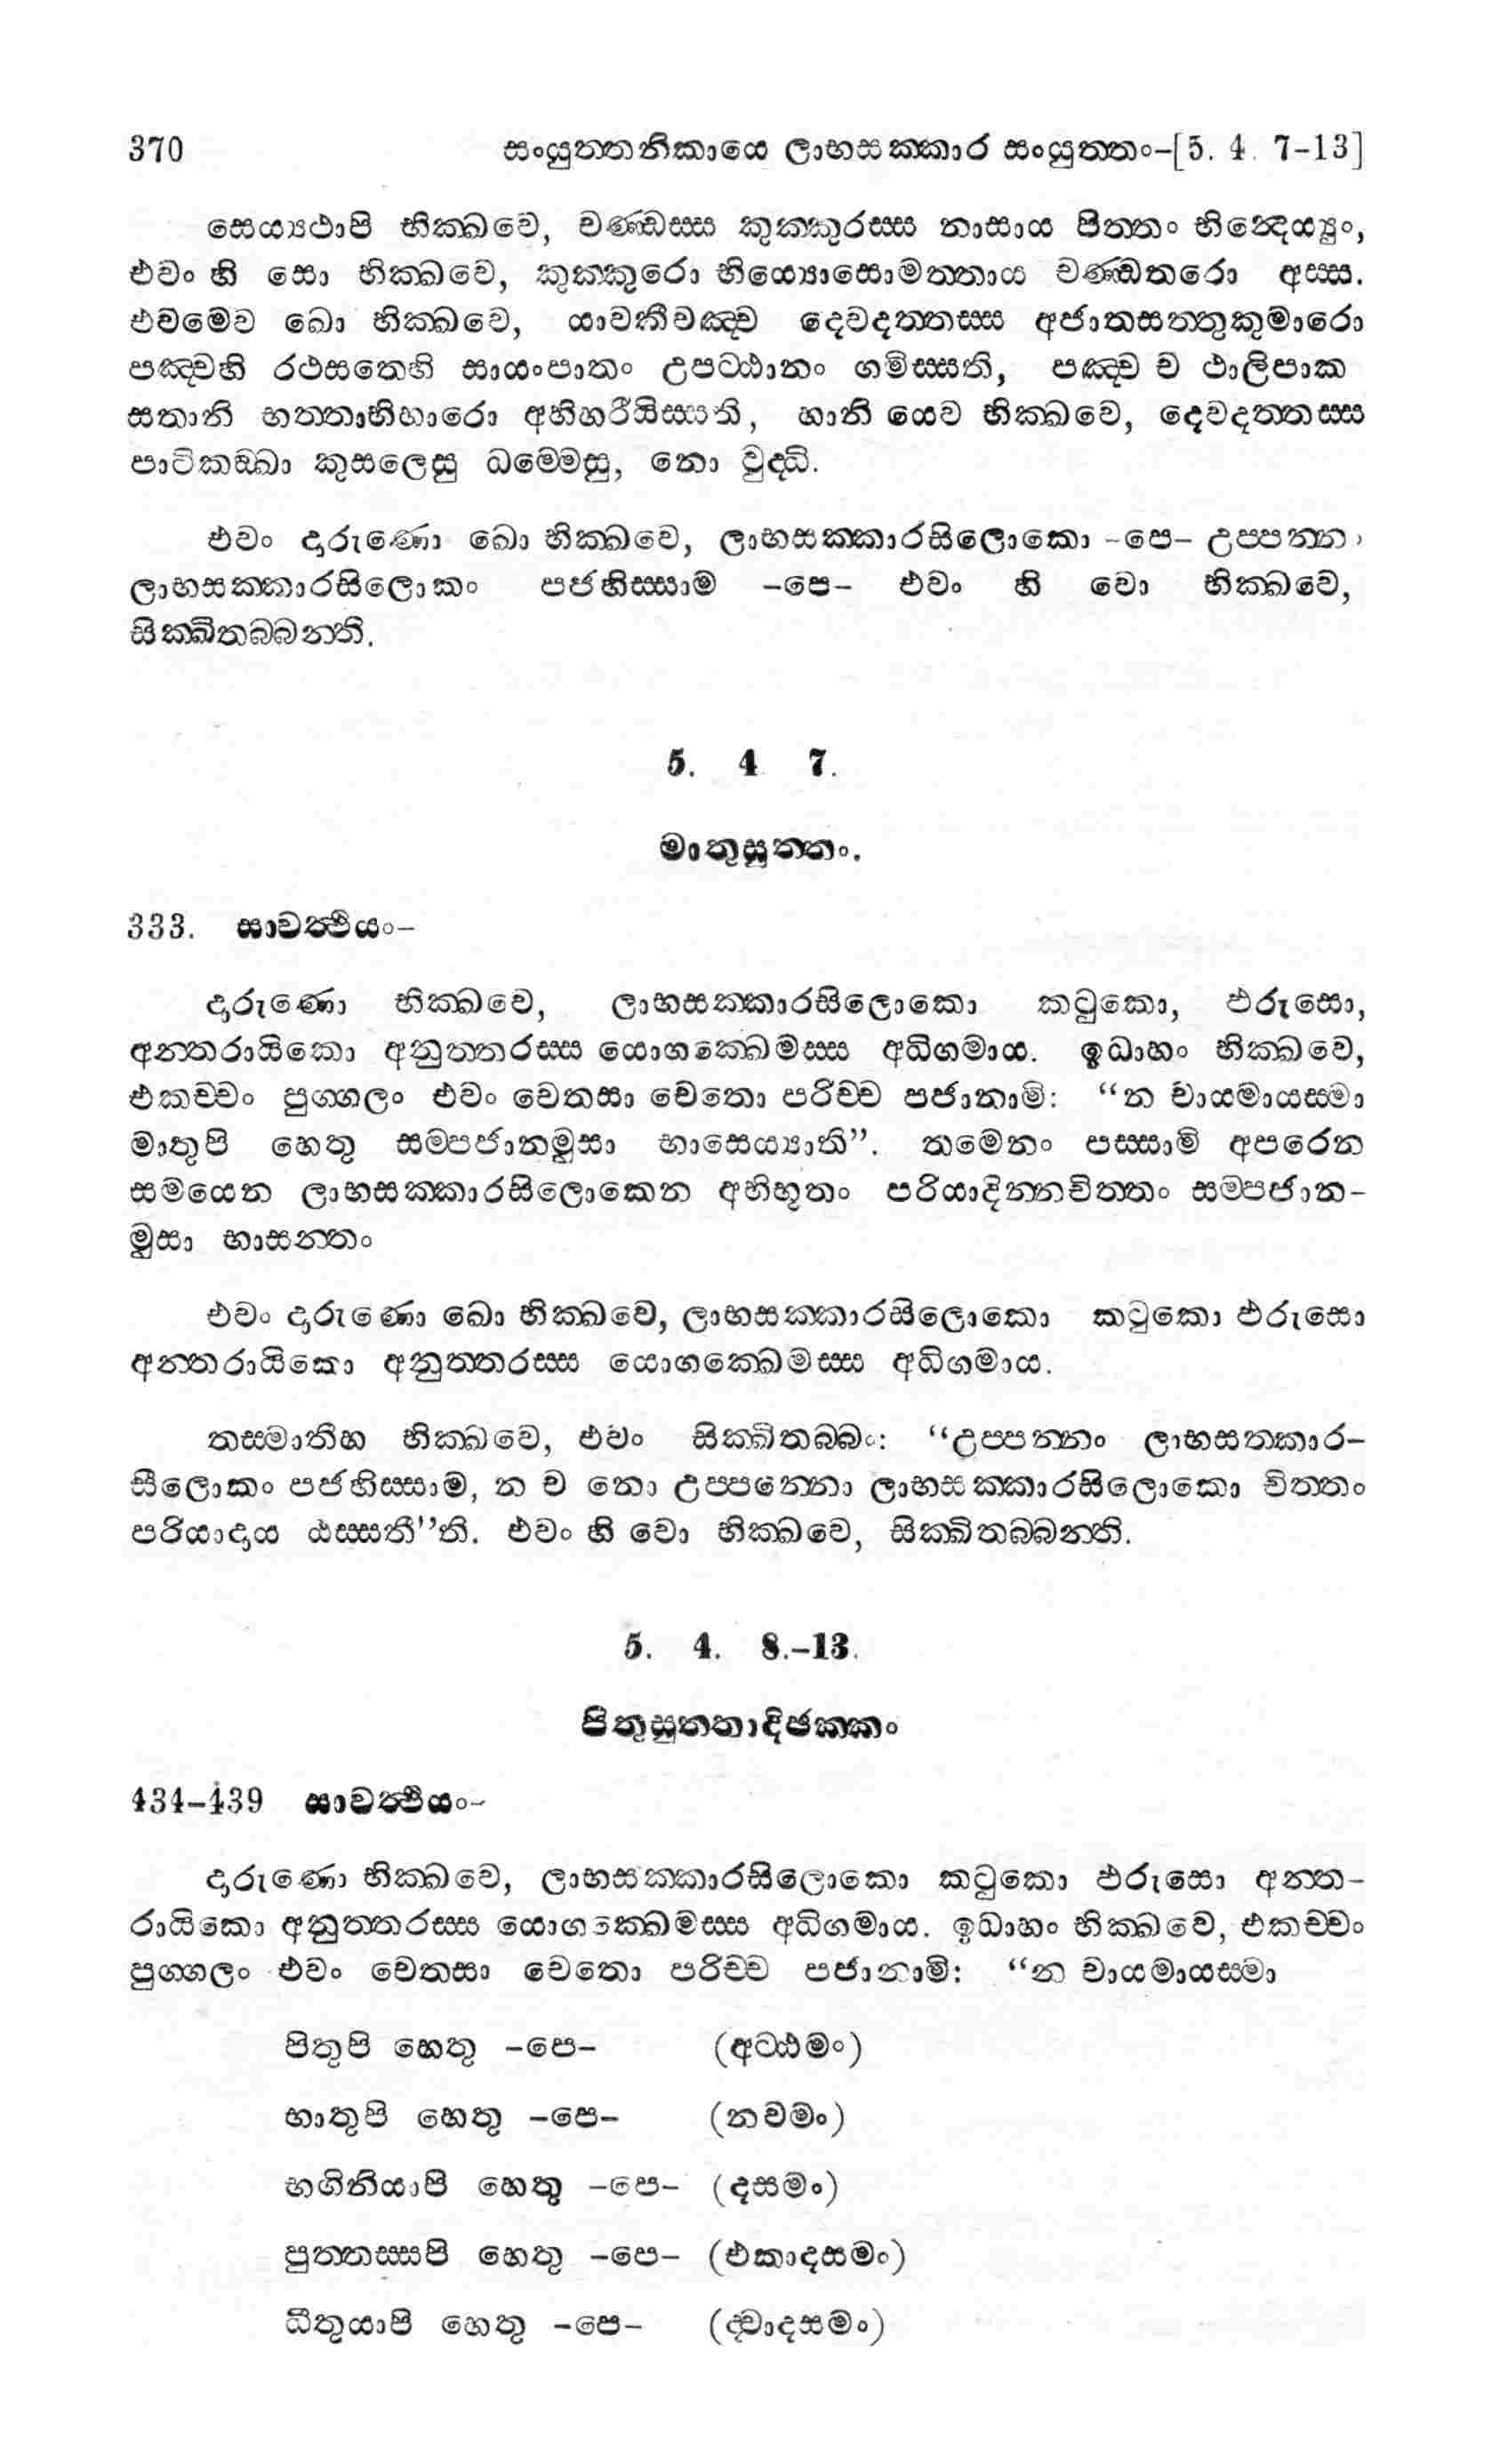 370 සංයුත්තනිකායෙ ලාභසක්කාර සංයුත්තං-[5. 4. 7-13]
සෙය්‍යථාපි භික්ඛවෙ, චණ්ඩස්ස කුක්කුරස්ස නාසාය පිත්තං භින්දෙය්‍යුං,
එවං හි සො භික්ඛවෙ, කුක්කුරො භිය්‍යොසොමත්තාය චණ්ඩතරො අස්ස.
එවමෙව ඛො භික්ඛවෙ, යාවකීවඤ්ච දෙවදත්තස්ස අජාතසත්තුකුමාරො
පඤ්චහි රථසතෙහි සායංපාතං උපට්ඨානං ගමිස්සති, පඤ්ච ච ථාලිපාක
සතානි භත්තාභිහාරො අභිහරීයිස්සති, හානි යෙව භික්ඛවෙ, දෙවදත්තස්ස
පාටිකඞ්ඛා කුසලෙසු ධම්මෙසු, නො වුද්ධි.
එවං දාරුණො ඛො භික්ඛවෙ, ලාභසක්කාරසිලොකො -පෙ- උප්පන්නං
ලාභසක්කාරසිලොකං පජහිස්සාම -පෙ- එවං හි වො භික්ඛවෙ,
සික්ඛිතබ්බන්ති.
5. 4 7.
මාතුසුත්තං.
333. සාවත්ථියං-
දාරුණො භික්ඛවෙ, ලාභසක්කාරසිලොකො කටුකො, ඵරුසො,
අන්තරායිකො අනුත්තරස්ස යොගක්ඛෙමස්ස අධිගමාය. ඉධාහං භික්ඛවෙ,
එකච්චං පුග්ගලං එවං චෙතසා චෙතො පරිච්ච පජානාමි: “න චායමායස්මා
මාතුපි හෙතු සම්පජානමුසා භාසෙය්‍යාති”. තමෙනං පස්සාමි අපරෙන
සමයෙන ලාභසක්කාරසිලොකෙන අභිභූතං පරියාදින්නචිත්තං සම්පජාන-
මුසා භාසන්තං
එවං දාරුණො ඛො භික්ඛවෙ, ලාභසක්කාරසිලොකො කටුකො ඵරුසො
අන්තරායිකො අනුත්තරස්ස යොගක්ඛෙමස්ස අධිගමාය.
තස්මාතිහ භික්ඛවෙ, එවං සික්ඛිතබ්බං: “උප්පන්නං ලාභසත්කාර-
සීලොකං පජහිස්සාම, න ච නො උප්පන්නො ලාභසක්කාරසිලොකො චිත්තං
පරියාදාය ඨස්සතී”ති. එවං හි වො භික්ඛවෙ, සික්ඛිතබ්බන්ති.
5. 4. 8.-13.
පිතුසුත්තාදිඡක්කං
434-439 සාවත්ථියං-
දාරුණො භික්ඛවෙ, ලාභසක්කාරසිලොකො කටුකො ඵරුසො අන්ත-
රායිකො අනුත්තරස්ස යොගක්ඛෙමස්ස අධිගමාය. ඉධාහං භික්ඛවෙ, එකච්චං
පුග්ගලං එවං චෙතසා චෙතො පරිච්ච පජානාමි: “න චායමායස්මා
පිතුපි හෙතු -පෙ- (අට්ඨමං)
භාතුපි හෙතු -පෙ- (නවමං)
භගිනියාපි හෙතු -පෙ- (දසමං)
පුත්තස්සපි හෙතු -පෙ- (එකාදසමං)
ධීතුයාපි හෙතු -පෙ- (ද්වාදසමං)